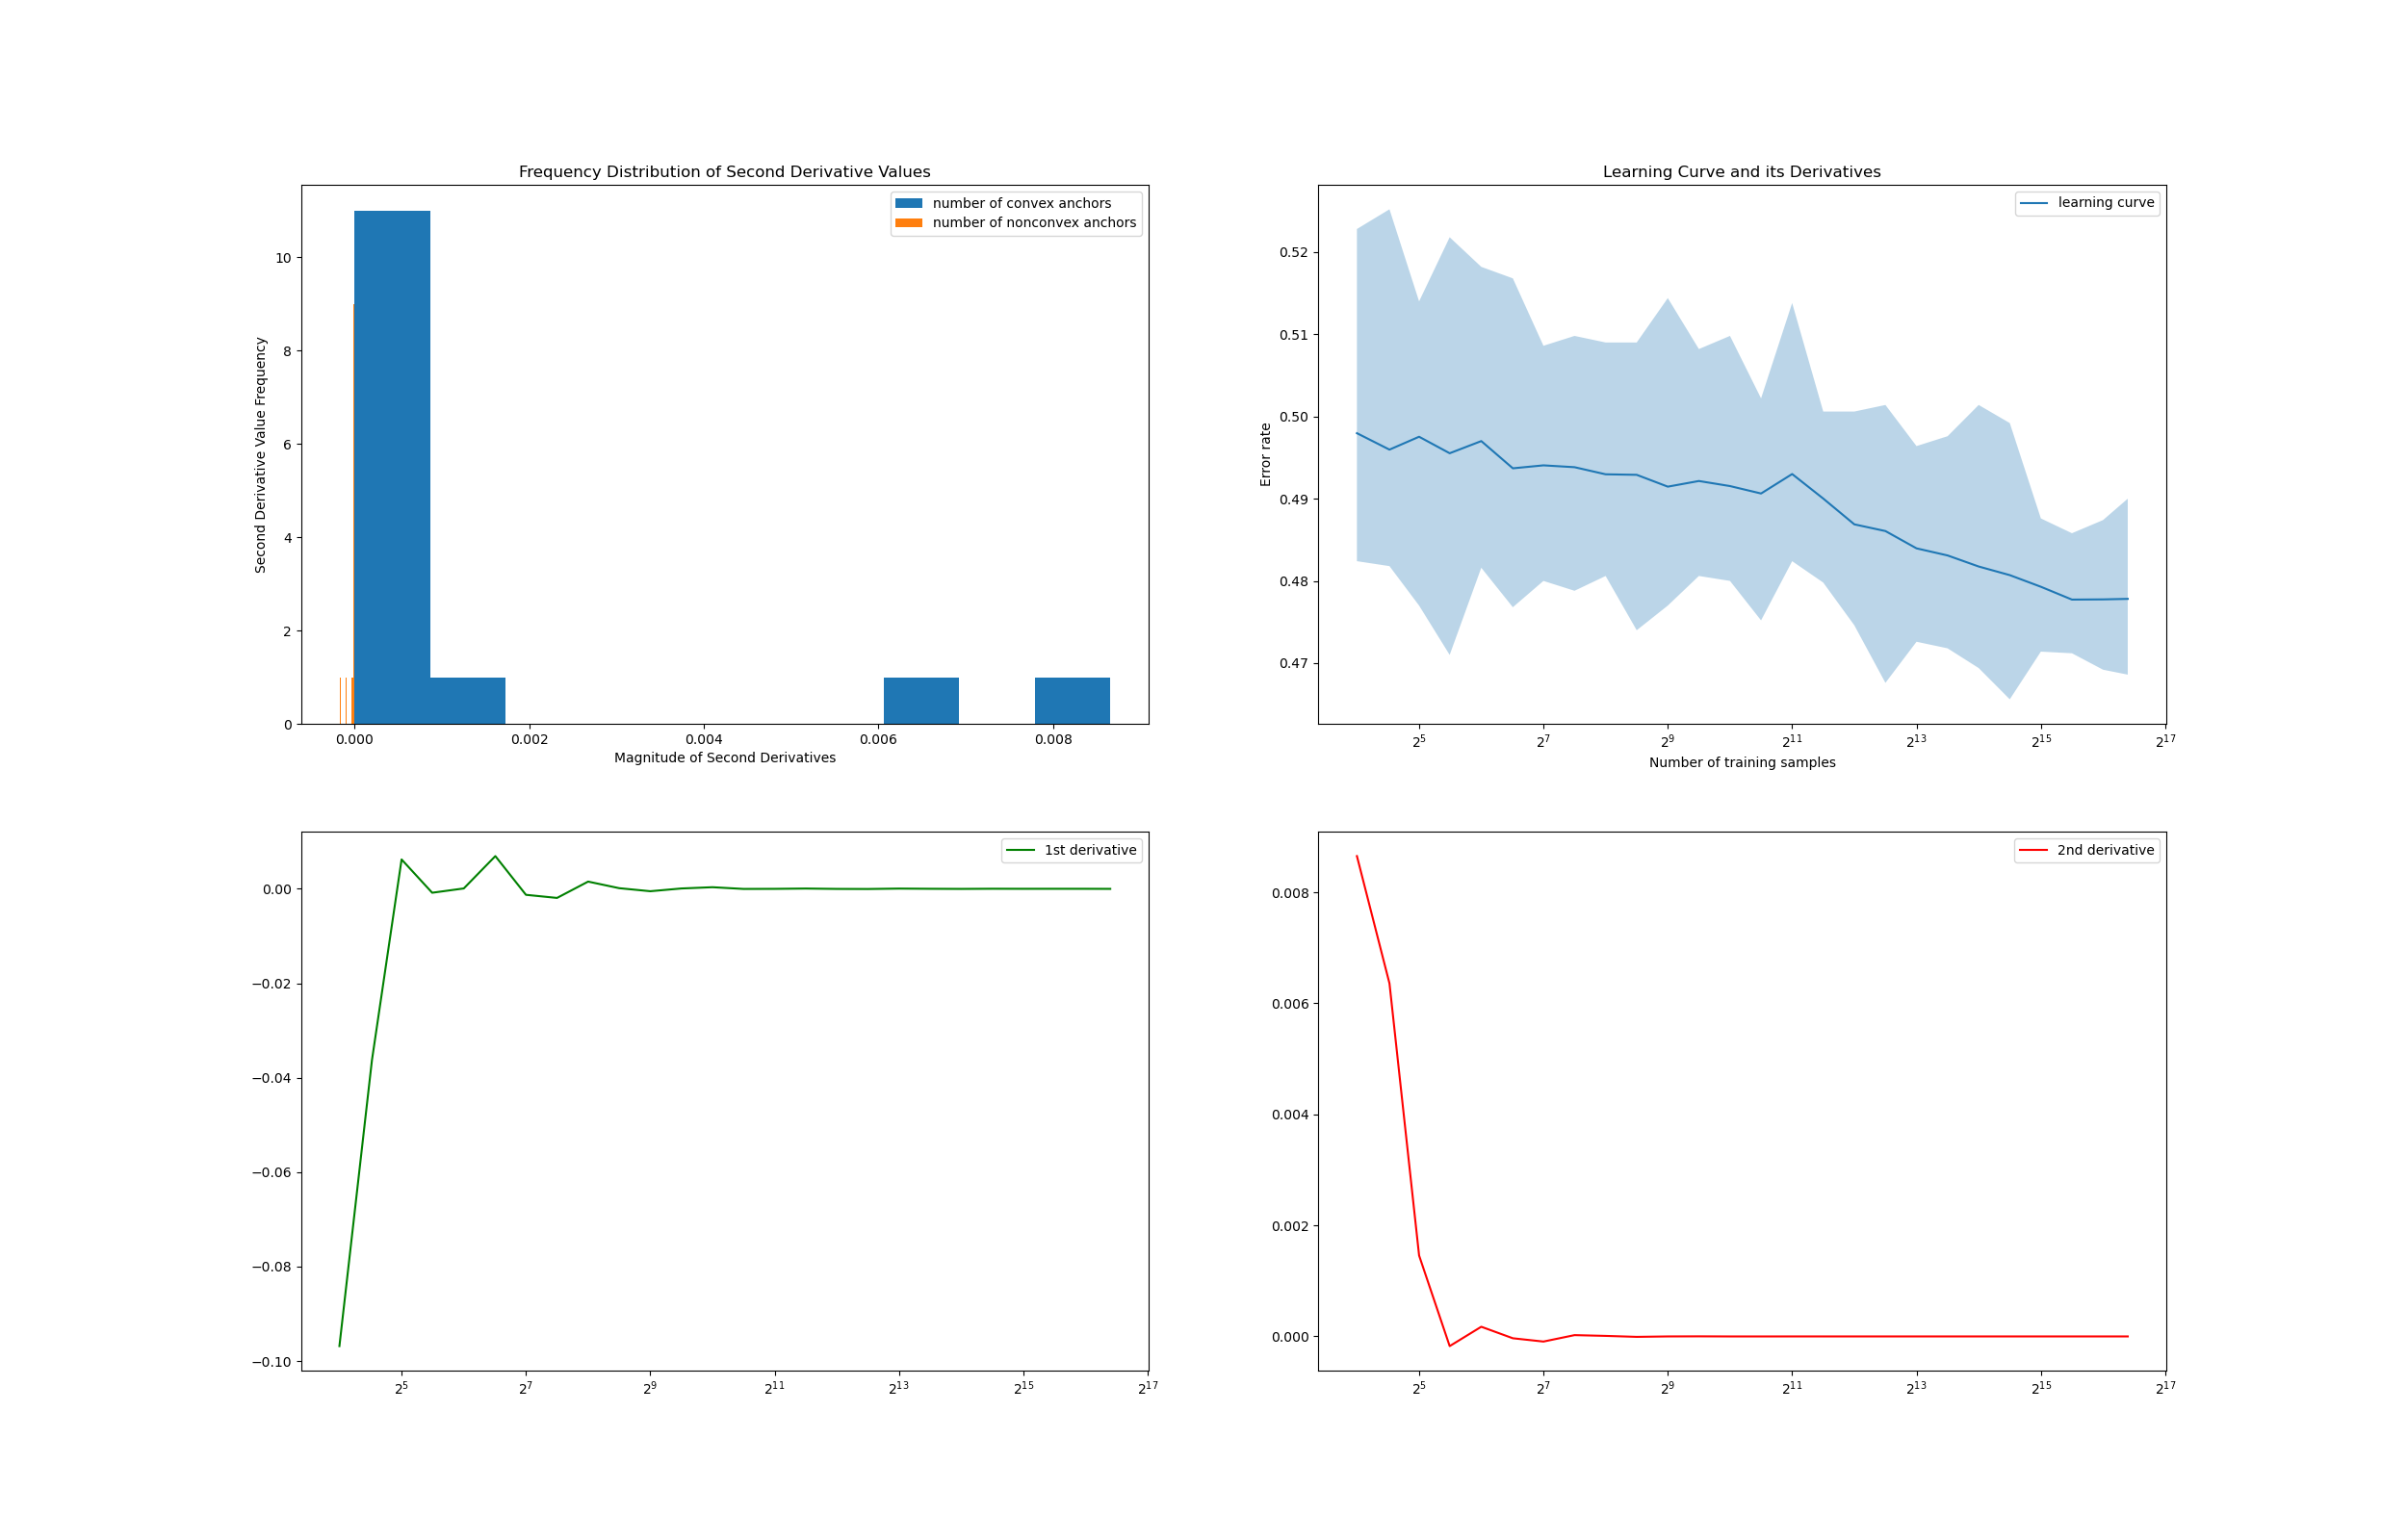 Frequency Distribution of Second Derivative Values
number of convex anchors
number of nonconvex anchors
Second Derivative Value Frequency
10
8
6
4
2
0
0.000 0.002 0.004 0.006 0.008
Magnitude of Second Derivatives
Learning Curve and its Derivatives
learning curve
Error rate
0.52
0.51
0.50
0.49
0.48
0.47
2^5 2^7 2^9 2^11 2^13 2^15 2^17
Number of training samples
1st derivative
0.00
−0.02
−0.04
−0.06
−0.08
−0.10
2^5 2^7 2^9 2^11 2^13 2^15 2^17
2nd derivative
0.008
0.006
0.004
0.002
0.000
2^5 2^7 2^9 2^11 2^13 2^15 2^17